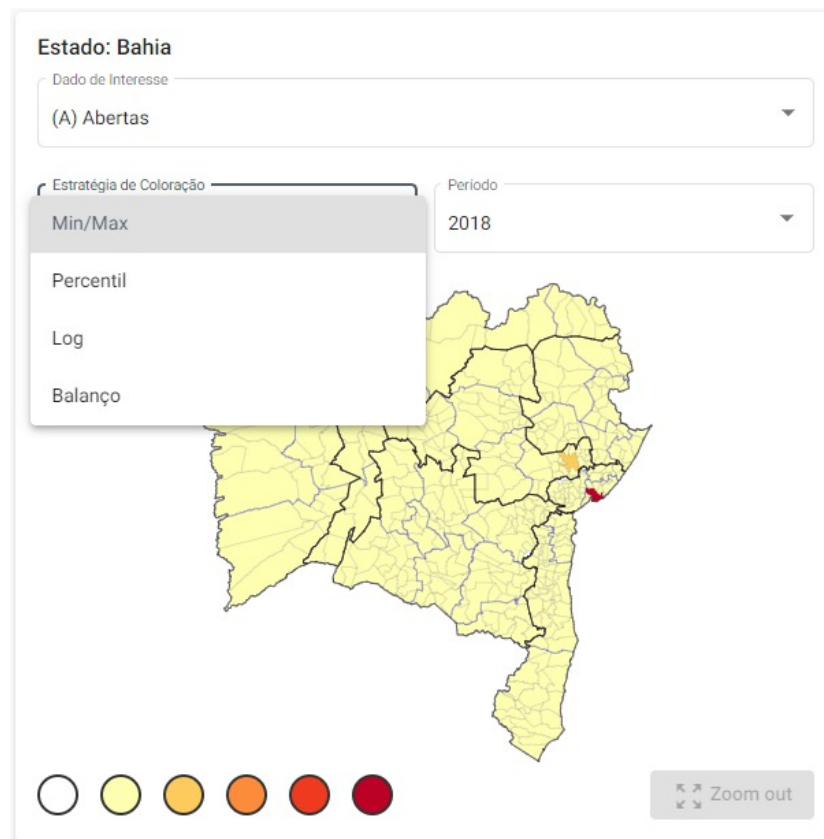 Estado: Bahia
Dado de Interesse
(A) Abertas
Estratégia de Coloração
Período
Min/Max
2018
Percentil
Log
Balanço
Zoom out